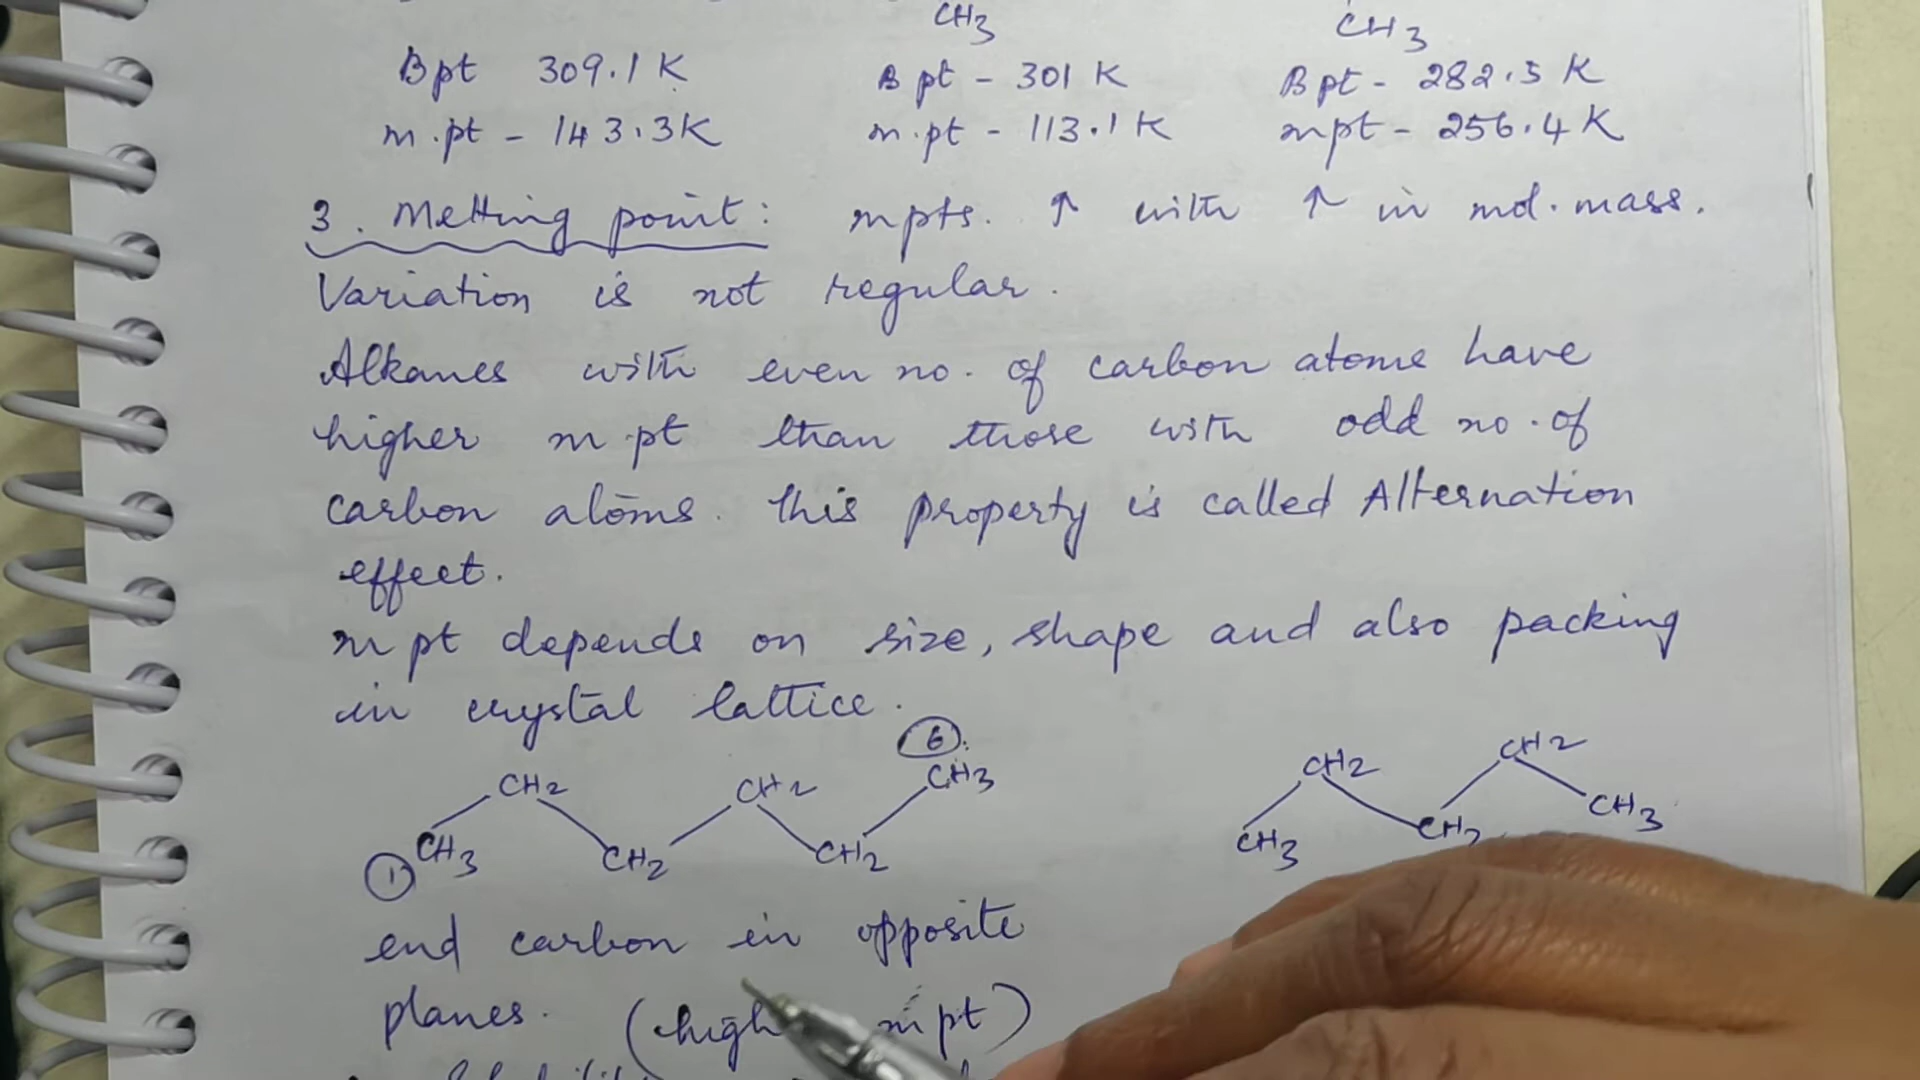 CH3 CH3
Bpt 309.1 K B pt - 301 K B pt - 282.5 K
m.pt - 143.3K m.pt - 113.1 K mpt - 256.4 K
3. Melting point: mpts. ↑ with ↑ in mol. mass.
Variation is not regular.
Alkanes with even no. of carbon atoms have
higher m.pt than those with odd no. of
carbon atoms. This property is called Alternation
effect.
m pt depends on size, shape and also packing
in crystal lattice.
6
CH2 CH2 CH3 CH2 CH2
CH3 CH2 CH2 CH3 CH2 CH3
1
end carbon in opposite
planes. (high m pt)